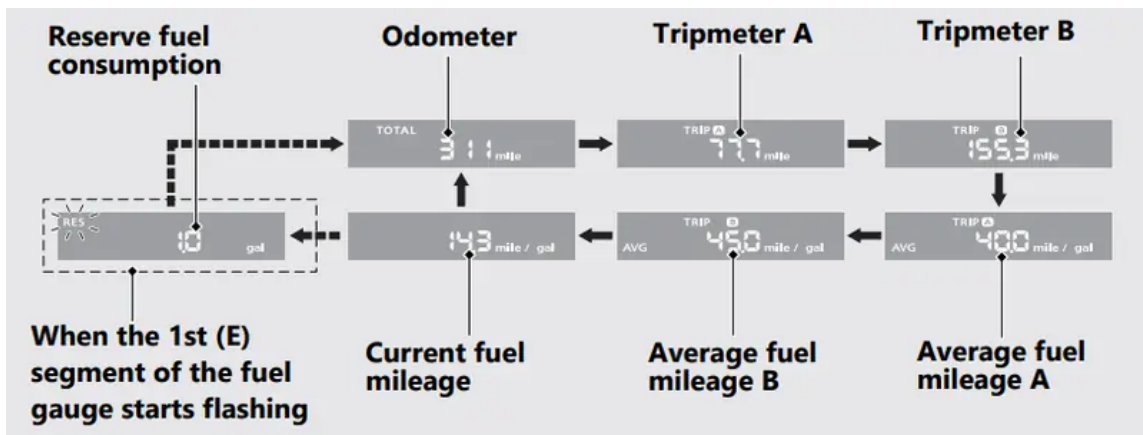 Reserve fuel
consumption
Odometer
Tripmeter A
Tripmeter B
TOTAL
311 mile
TRIP A
77.7 mile
TRIP B
155.3 mile
RES
1.0 gal
14.3 mile / gal
TRIP B
AVG 45.0 mile / gal
TRIP A
AVG 40.0 mile / gal
When the 1st (E)
segment of the fuel
gauge starts flashing
Current fuel
mileage
Average fuel
mileage B
Average fuel
mileage A